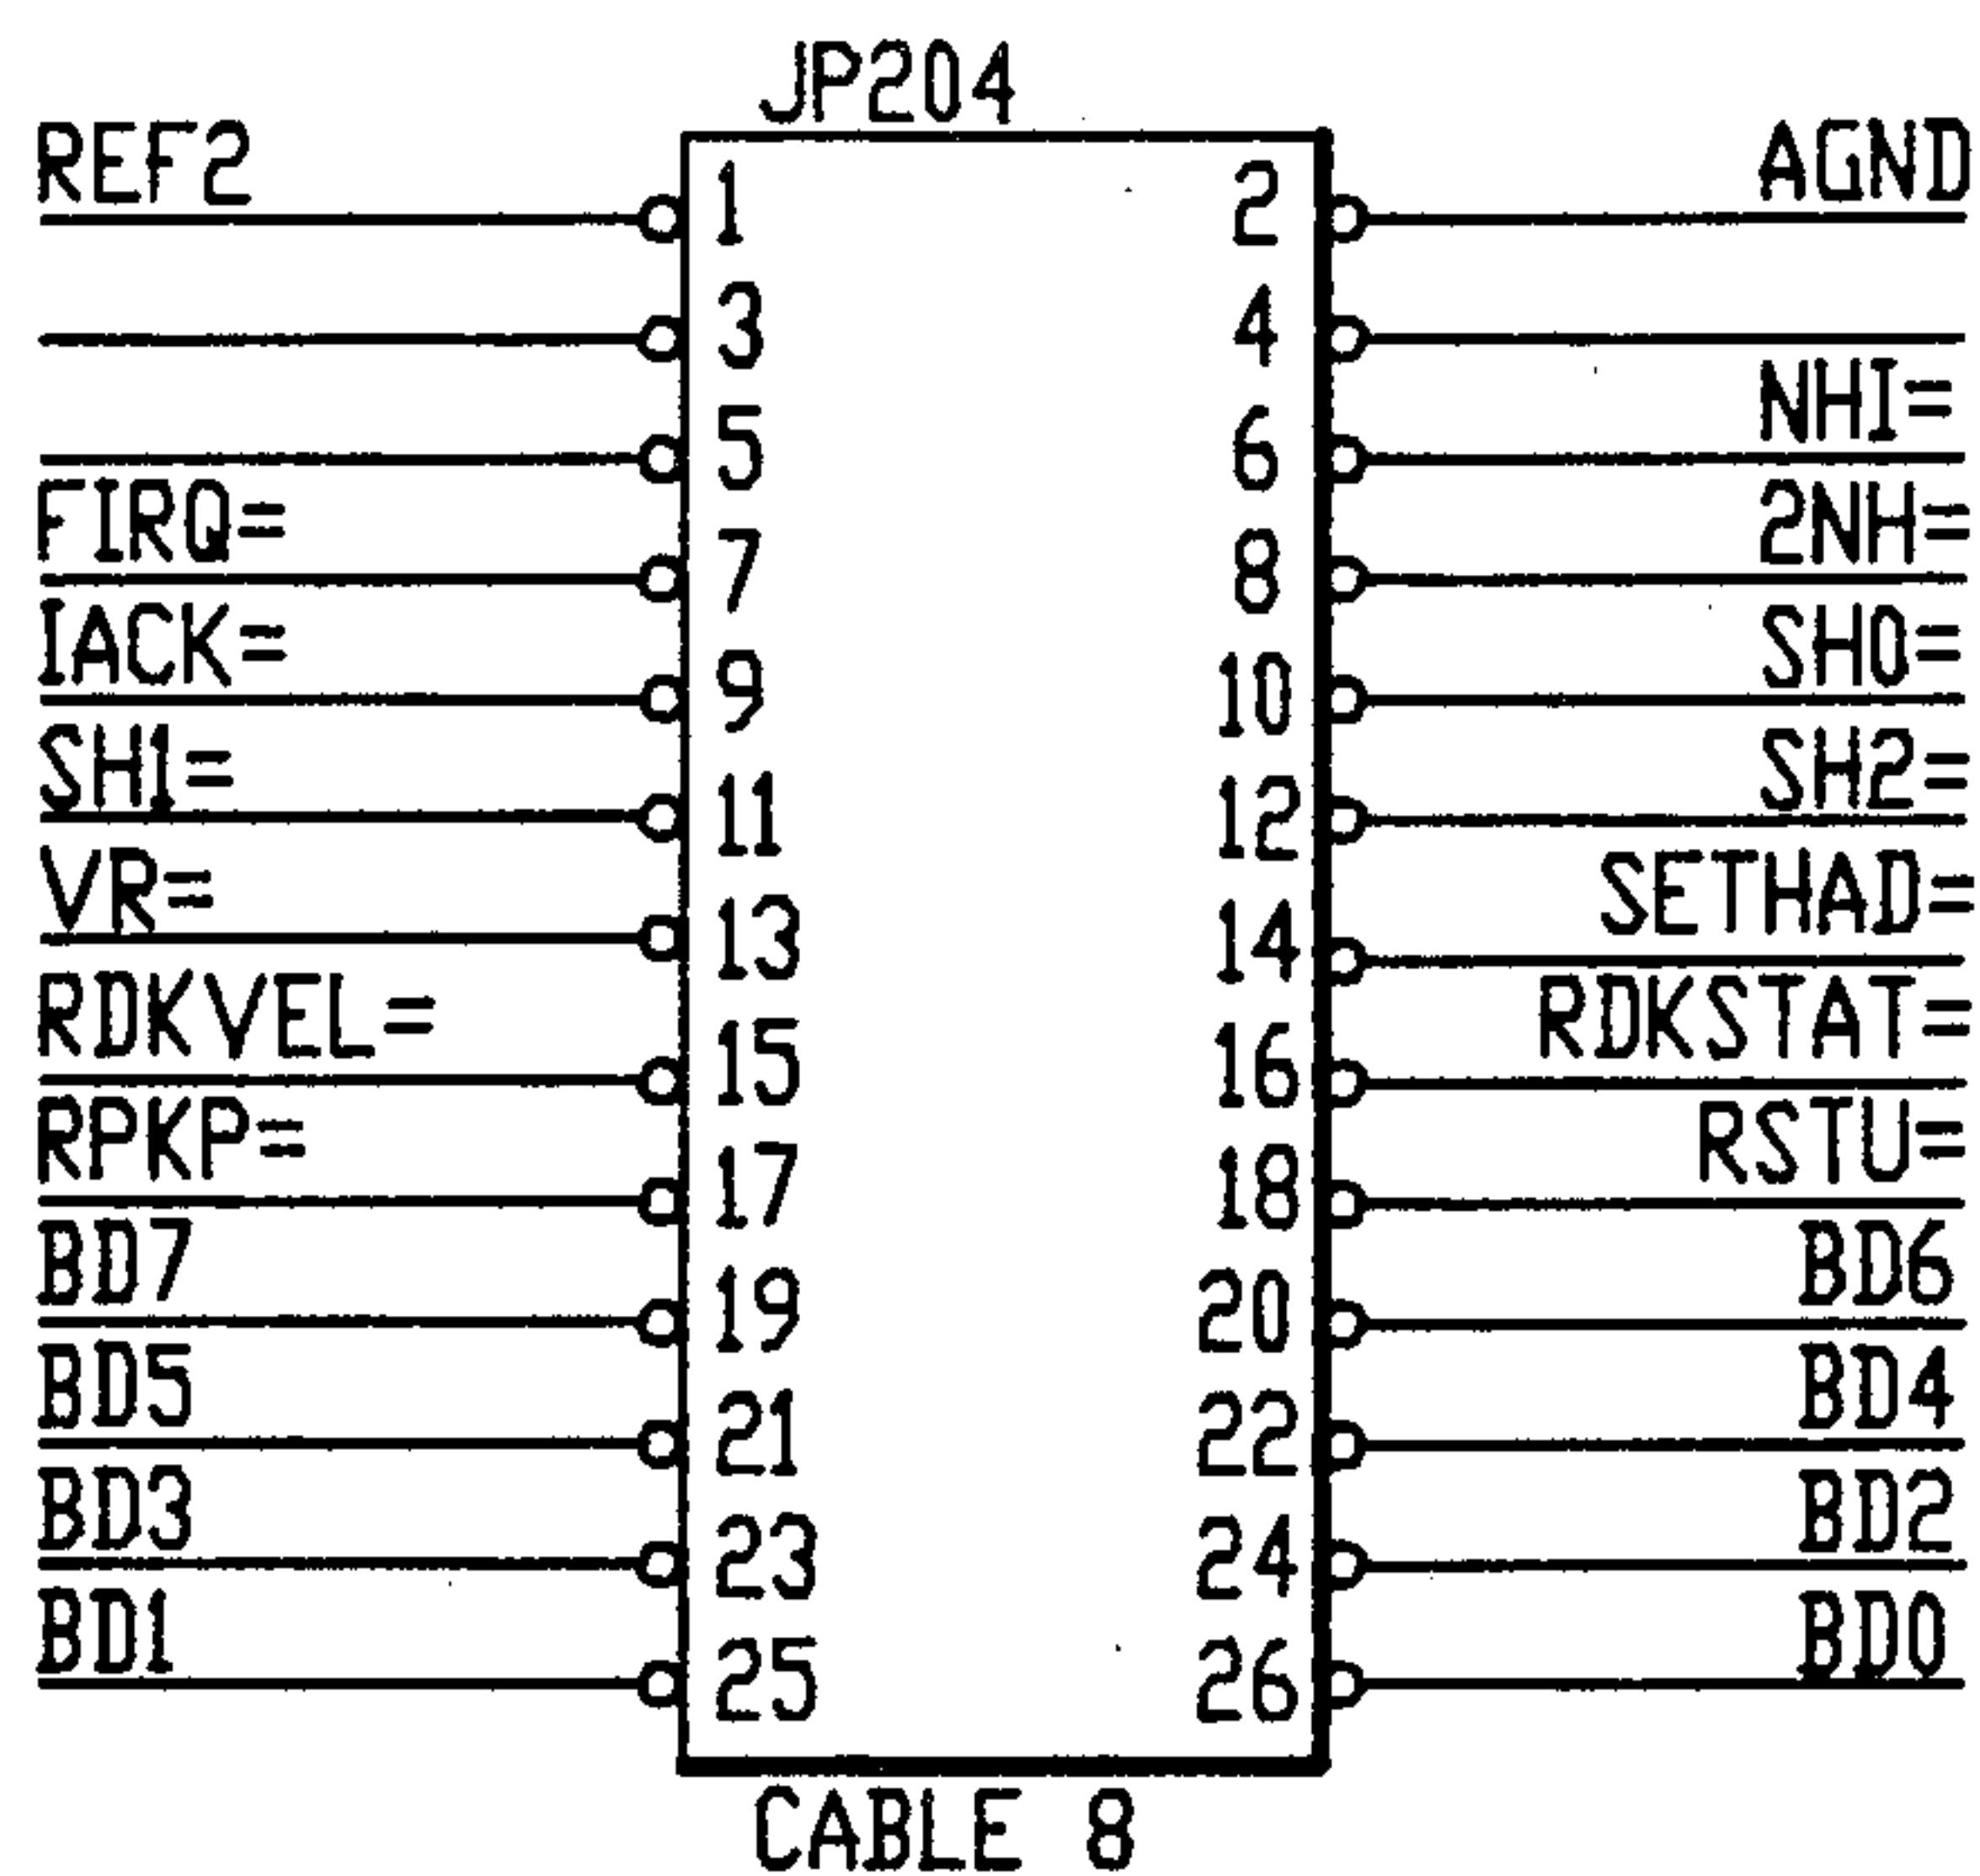 JP204
REF2 1 2 AGND
3 4
5 6 NHI=
FIRQ= 7 8 2NH=
IACK= 9 10 SH0=
SH1= 11 12 SH2=
VR= 13 14 SETHAD=
RDKVEL= 15 16 RDKSTAT=
RPKP= 17 18 RSTU=
BD7 19 20 BD6
BD5 21 22 BD4
BD3 23 24 BD2
BD1 25 26 BD0
CABLE 8